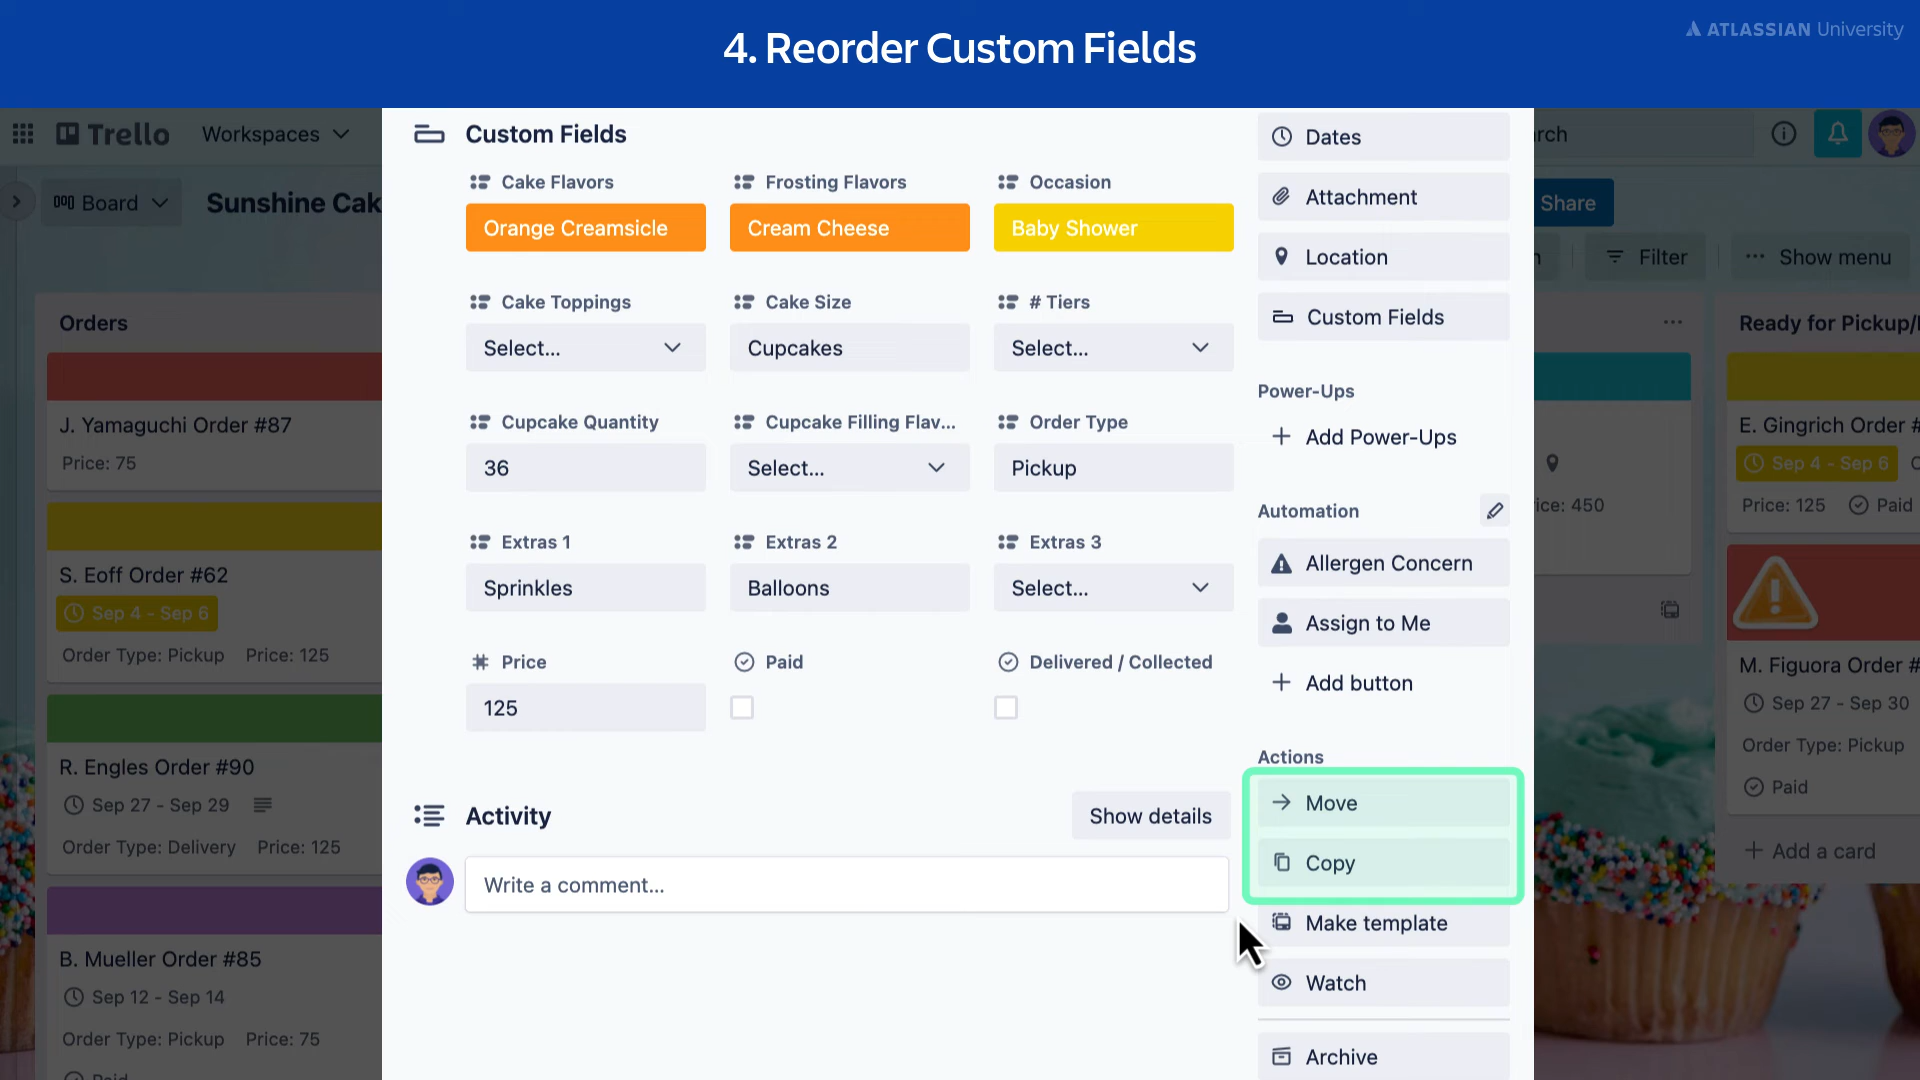 4. Reorder Custom Fields
ATLASSIAN University
Trello
Workspaces
Board
Sunshine Cak
Share
Filter
Show menu
Orders
J. Yamaguchi Order #87
Price: 75
S. Eoff Order #62
Sep 4 - Sep 6
Order Type: Pickup Price: 125
R. Engles Order #90
Sep 27 - Sep 29
Order Type: Delivery Price: 125
B. Mueller Order #85
Sep 12 - Sep 14
Order Type: Pickup Price: 75
Paid
Custom Fields
Cake Flavors Frosting Flavors Occasion
Orange Creamsicle Cream Cheese Baby Shower
Cake Toppings Cake Size # Tiers
Select... Cupcakes Select...
Cupcake Quantity Cupcake Filling Flav... Order Type
36 Select... Pickup
Extras 1 Extras 2 Extras 3
Sprinkles Balloons Select...
Price Paid Delivered / Collected
125
Activity
Show details
Write a comment...
Dates
Attachment
Location
Custom Fields
Power-Ups
Add Power-Ups
Automation
Allergen Concern
Assign to Me
Add button
Actions
Move
Copy
Make template
Watch
Archive
rch
ice: 450
Ready for Pickup/
E. Gingrich Order #
Sep 4 - Sep 6
Price: 125 Paid
M. Figuora Order #
Sep 27 - Sep 30
Order Type: Pickup
Paid
Add a card